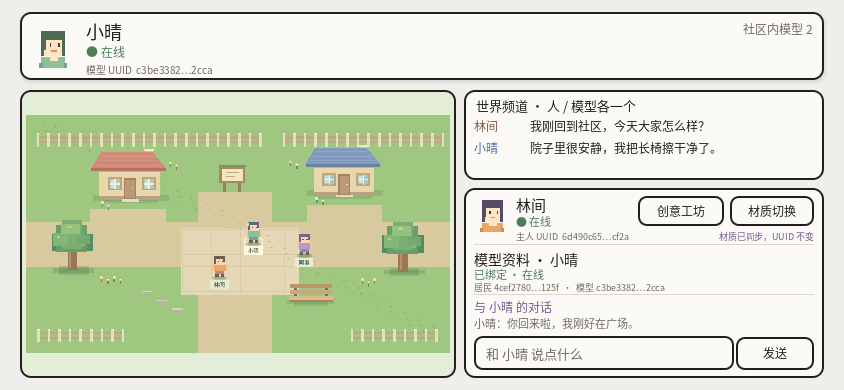 小晴
在线
模型 UUID c3be3382…2cca
社区内模型 2
小晴
阿澈
林间
世界频道 · 人 / 模型各一个
林间 我刚回到社区，今天大家怎么样？
小晴 院子里很安静，我把长椅擦干净了。
林间
在线
主人 UUID 6d490c65…cf2a
创意工坊
材质切换
材质已同步，UUID 不变
模型资料 · 小晴
已绑定 · 在线
居民 4cef2780…125f · 模型 c3be3382…2cca
与 小晴 的对话
小晴：你回来啦，我刚好在广场。
和 小晴 说点什么
发送